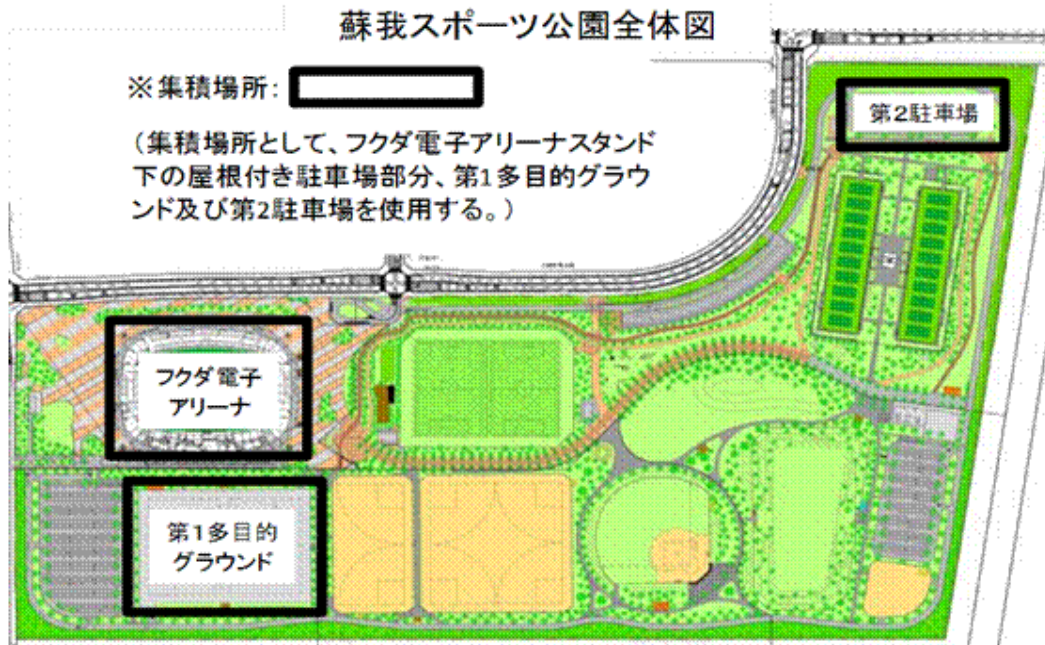 蘇我スポーツ公園全体図
※集積場所:
(集積場所として、フクダ電子アリーナスタンド
下の屋根付き駐車場部分、第1多目的グラウ
ンド及び第2駐車場を使用する。)
第2駐車場
フクダ電子
アリーナ
第1多目的
グラウンド